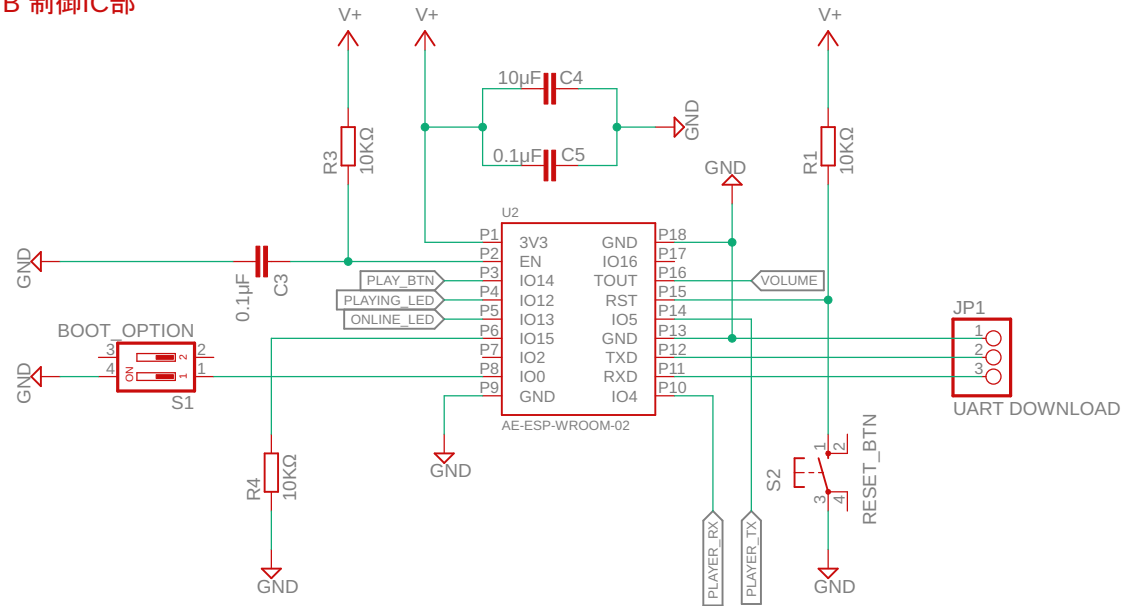 B 制御IC部
V+
V+
V+
10µF
C4
0.1µF
C5
GND
R3
10KΩ
R1
10KΩ
GND
U2
GND
0.1µF
C3
P1 3V3
P2 EN
P3 IO14
P4 IO12
P5 IO13
P6 IO15
P7 IO2
P8 IO0
P9 GND
GND P18
IO16 P17
TOUT P16
RST P15
IO5 P14
GND P13
TXD P12
RXD P11
IO4 P10
AE-ESP-WROOM-02
PLAY_BTN
PLAYING_LED
ONLINE_LED
VOLUME
BOOT_OPTION
3
2
4
1
ON
2
1
S1
GND
JP1
1
2
3
UART DOWNLOAD
GND
R4
10KΩ
GND
PLAYER_RX
PLAYER_TX
S2
1
2
3
4
RESET_BTN
GND